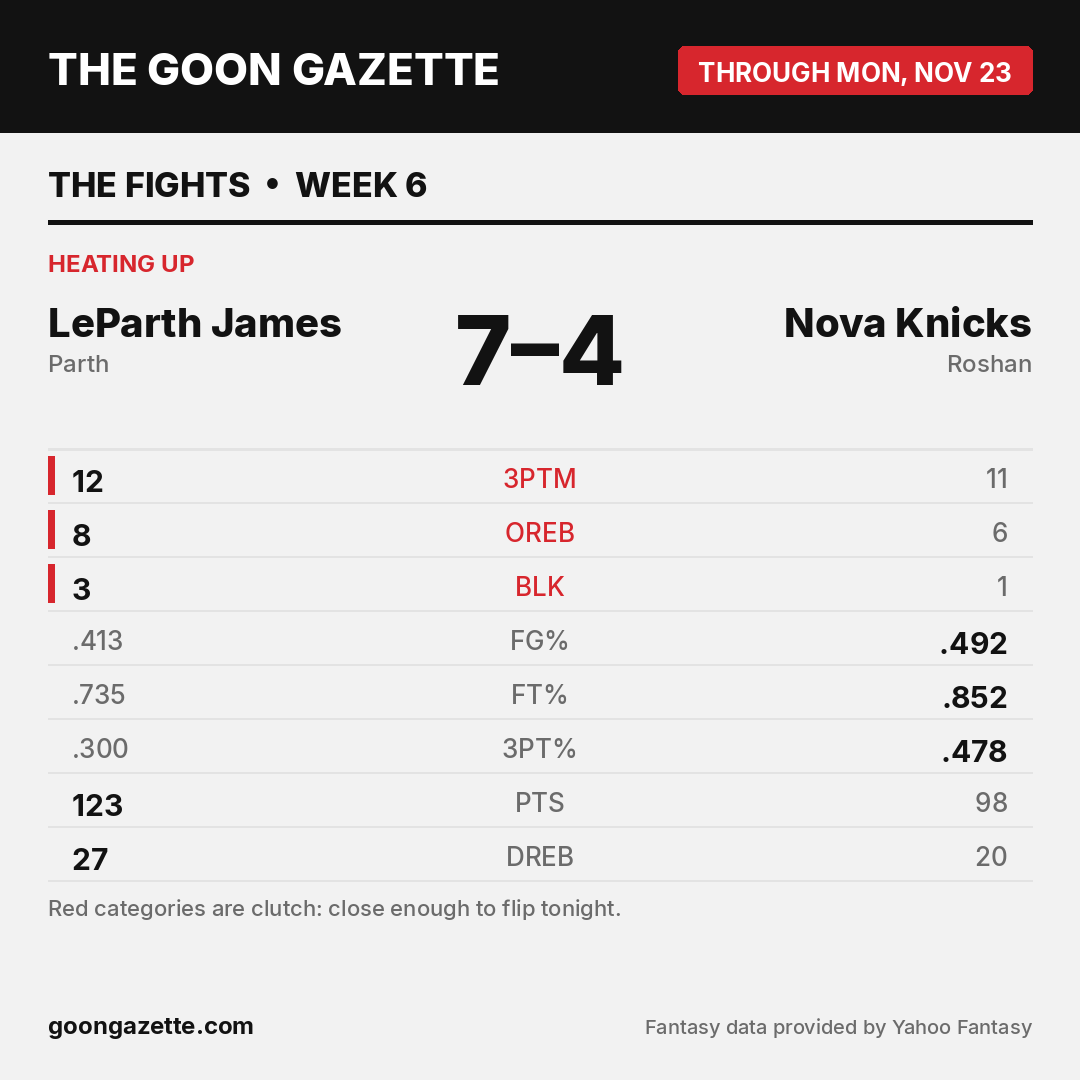 THE GOON GAZETTE
THROUGH MON, NOV 23
THE FIGHTS • WEEK 6
HEATING UP
LeParth James 7–4 Nova Knicks
Parth Roshan
12 3PTM 11
8 OREB 6
3 BLK 1
.413 FG% .492
.735 FT% .852
.300 3PT% .478
123 PTS 98
27 DREB 20
Red categories are clutch: close enough to flip tonight.
goongazette.com Fantasy data provided by Yahoo Fantasy